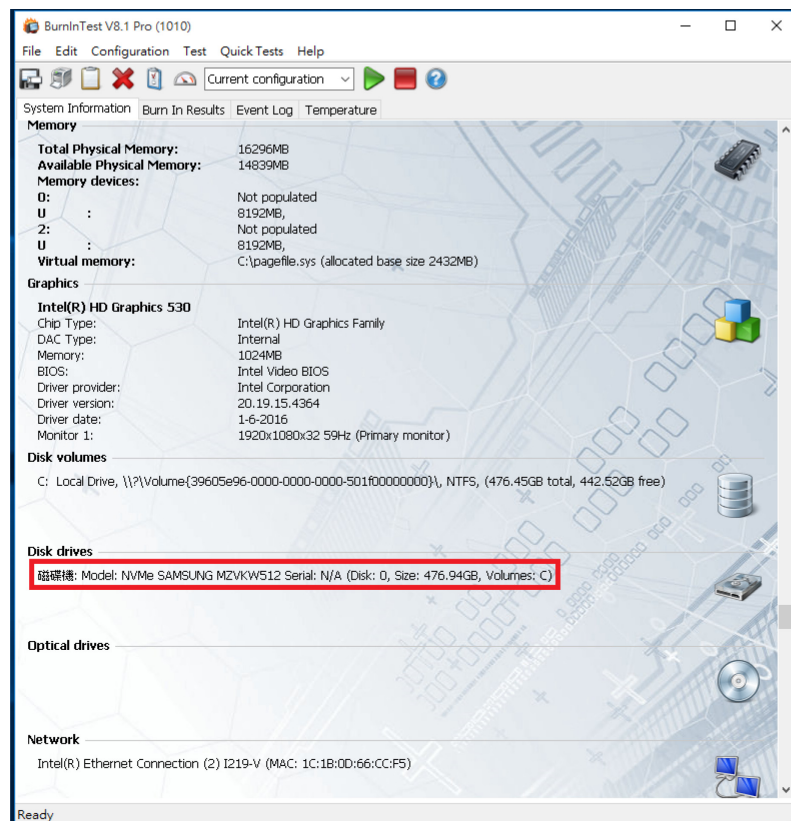 BurnInTest V8.1 Pro (1010)
File Edit Configuration Test Quick Tests Help
Current configuration
System Information Burn In Results Event Log Temperature
Memory
Total Physical Memory: 16296MB
Available Physical Memory: 14839MB
Memory devices:
0: Not populated
U : 8192MB,
2: Not populated
U : 8192MB,
Virtual memory: C:\pagefile.sys (allocated base size 2432MB)
Graphics
Intel(R) HD Graphics 530
Chip Type: Intel(R) HD Graphics Family
DAC Type: Internal
Memory: 1024MB
BIOS: Intel Video BIOS
Driver provider: Intel Corporation
Driver version: 20.19.15.4364
Driver date: 1-6-2016
Monitor 1: 1920x1080x32 59Hz (Primary monitor)
Disk volumes
C: Local Drive, \\?\Volume{39605e96-0000-0000-0000-501f00000000}\, NTFS, (476.45GB total, 442.52GB free)
Disk drives
磁碟機: Model: NVMe SAMSUNG MZVKW512 Serial: N/A (Disk: 0, Size: 476.94GB, Volumes: C)
Optical drives
Network
Intel(R) Ethernet Connection (2) I219-V (MAC: 1C:1B:0D:66:CC:F5)
Ready